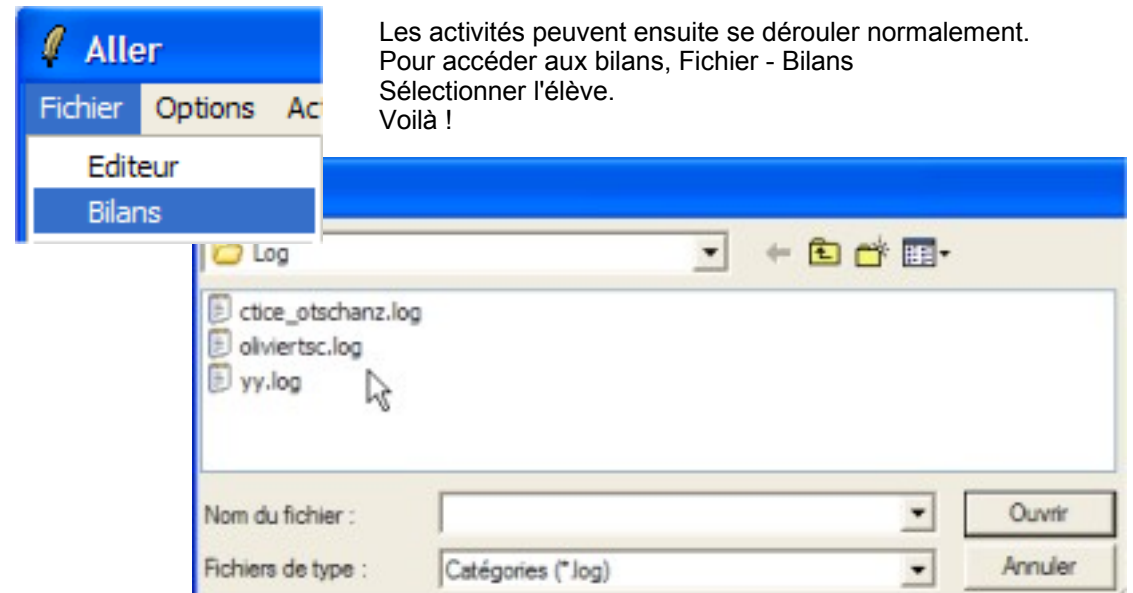 Aller
Fichier Options Ac
Editeur
Bilans
Les activités peuvent ensuite se dérouler normalement.
Pour accéder aux bilans, Fichier - Bilans
Sélectionner l'élève.
Voilà !
Log
ctice_otschanz.log
oliviertsc.log
yy.log
Nom du fichier :
Ouvrir
Fichiers de type : Catégories (*.log)
Annuler